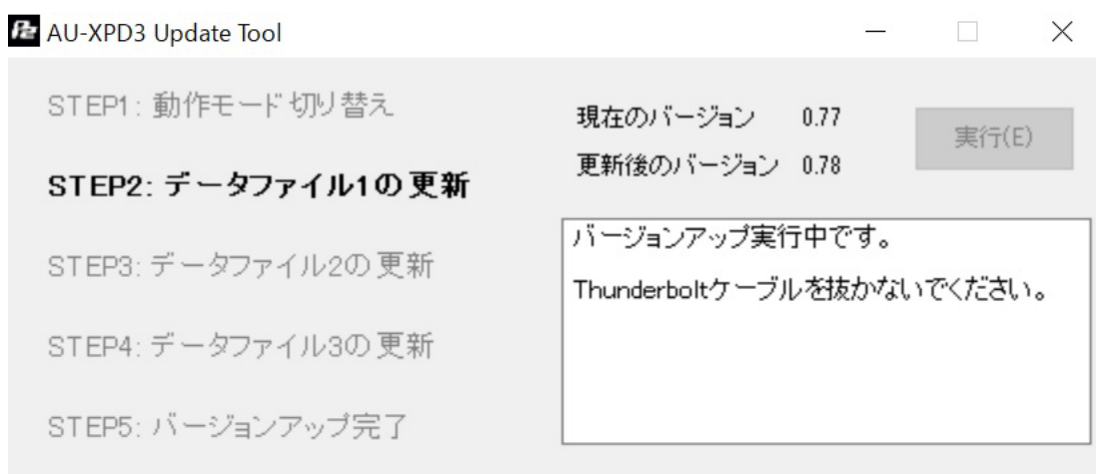 P2 AU-XPD3 Update Tool
STEP1: 動作モード切り替え
STEP2: データファイル1の更新
STEP3: データファイル2の更新
STEP4: データファイル3の更新
STEP5: バージョンアップ完了
現在のバージョン 0.77
更新後のバージョン 0.78
実行(E)
バージョンアップ実行中です。
Thunderboltケーブルを抜かないでください。